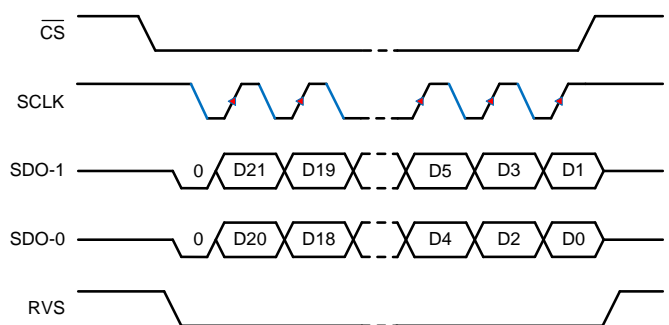 CS
SCLK
SDO-1 0 D21 D19 D5 D3 D1
SDO-0 0 D20 D18 D4 D2 D0
RVS